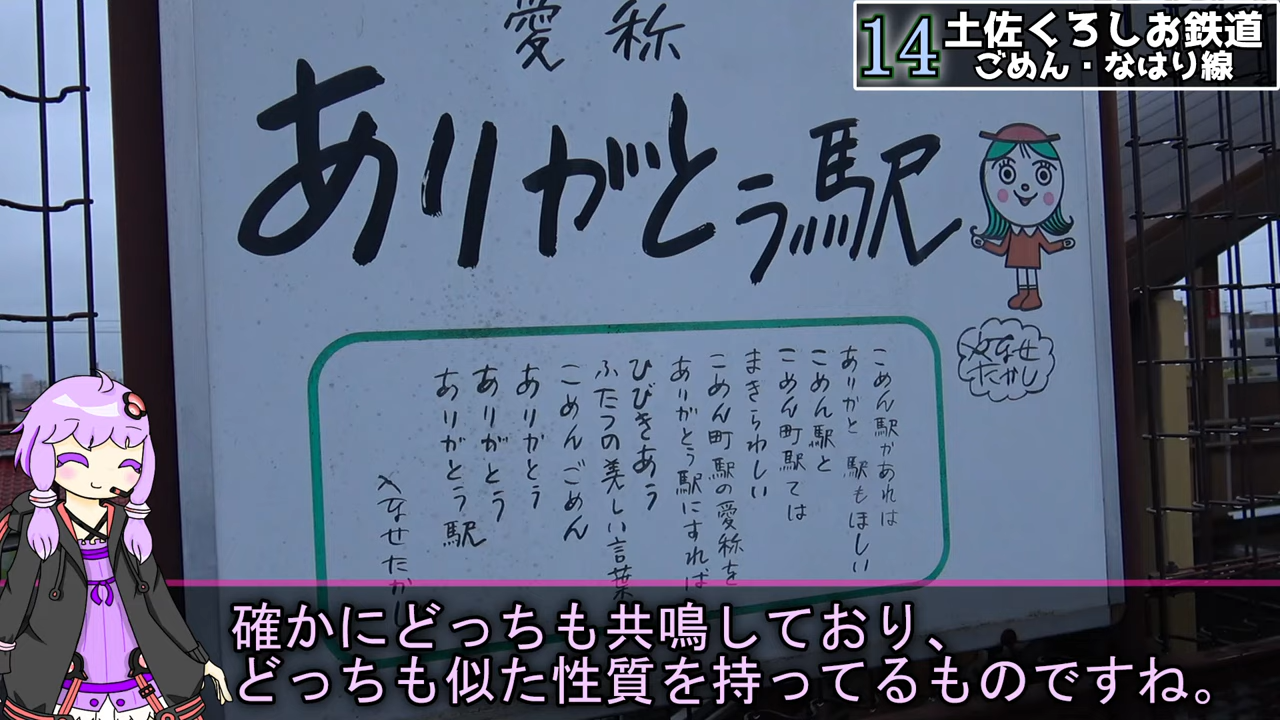 14
土佐くろしお鉄道
ごめん・なはり線
愛称
ありがとう駅
やなせ
たかし
ごめん駅があれば
ありがと 駅もほしい
ごめん駅と
ごめん町駅では
まぎらわしい
ごめん町駅の愛称を
ありがとう駅にすれば
ひびきあう
ふたつの美しい言葉
ごめんごめん
ありがとう
ありがとう
ありがとう駅
やなせたかし
確かにどっちも共鳴しており、
どっちも似た性質を持ってるものですね。